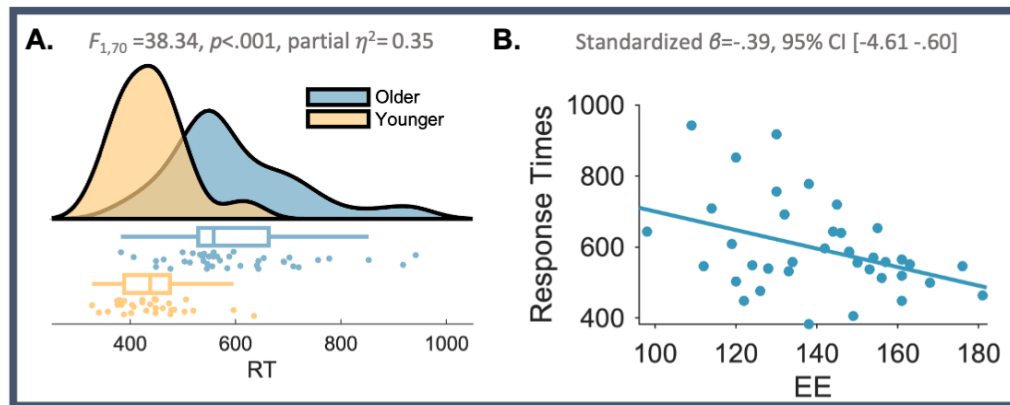 A.
F1,70 =38.34, p<.001, partial η2= 0.35
Older
Younger
400 600 800 1000
RT
B.
Standardized β=-.39, 95% CI [-4.61 -.60]
Response Times
1000
800
600
400
100 120 140 160 180
EE